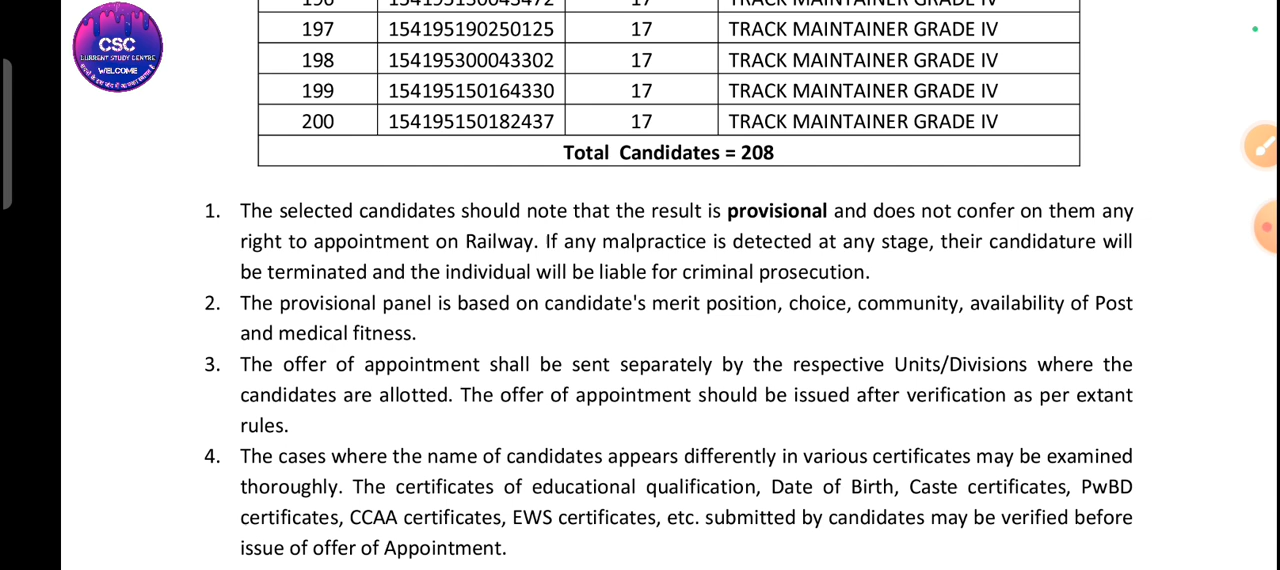 CSC
CURRENT STUDY CENTRE
WELCOME
197 154195190250125 17 TRACK MAINTAINER GRADE IV
198 154195300043302 17 TRACK MAINTAINER GRADE IV
199 154195150164330 17 TRACK MAINTAINER GRADE IV
200 154195150182437 17 TRACK MAINTAINER GRADE IV
Total Candidates = 208
1. The selected candidates should note that the result is provisional and does not confer on them any
right to appointment on Railway. If any malpractice is detected at any stage, their candidature will
be terminated and the individual will be liable for criminal prosecution.
2. The provisional panel is based on candidate's merit position, choice, community, availability of Post
and medical fitness.
3. The offer of appointment shall be sent separately by the respective Units/Divisions where the
candidates are allotted. The offer of appointment should be issued after verification as per extant
rules.
4. The cases where the name of candidates appears differently in various certificates may be examined
thoroughly. The certificates of educational qualification, Date of Birth, Caste certificates, PwBD
certificates, CCAA certificates, EWS certificates, etc. submitted by candidates may be verified before
issue of offer of Appointment.